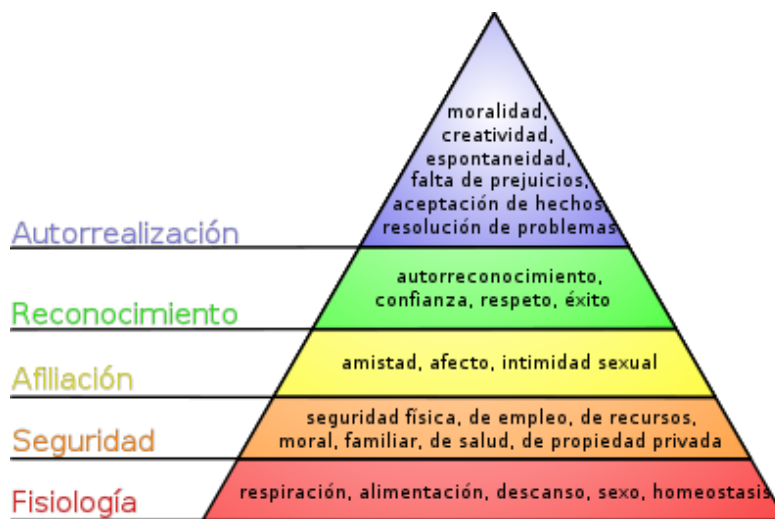 moralidad,
creatividad,
espontaneidad,
falta de prejuicios,
aceptación de hechos,
resolución de problemas
Autorrealización
autorreconocimiento,
confianza, respeto, éxito
Reconocimiento
amistad, afecto, intimidad sexual
Afiliación
seguridad física, de empleo, de recursos,
moral, familiar, de salud, de propiedad privada
Seguridad
respiración, alimentación, descanso, sexo, homeostasis
Fisiología